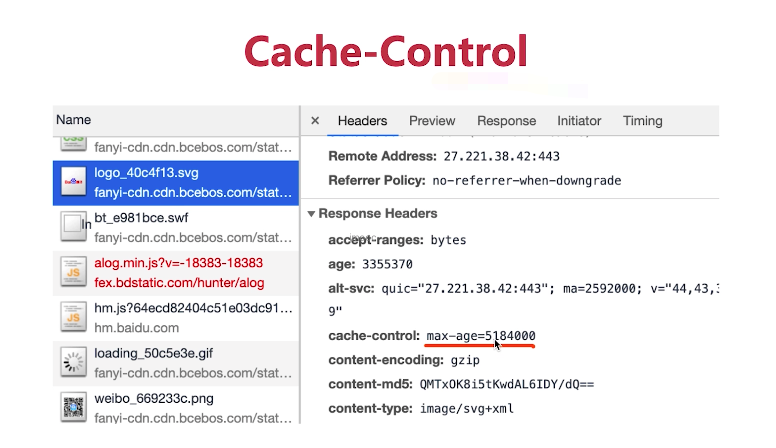 Cache-Control
Name
Headers Preview Response Initiator Timing
fanyi-cdn.cdn.bcebos.com/stat…
logo_40c4f13.svg
fanyi-cdn.cdn.bcebos.com/stat…
bt_e981bce.swf
fanyi-cdn.cdn.bcebos.com/stat…
alog.min.js?v=-18383-18383
fex.bdstatic.com/hunter/alog
hm.js?64ecd82404c51e03dc91…
hm.baidu.com
loading_50c5e3e.gif
fanyi-cdn.cdn.bcebos.com/stat…
weibo_669233c.png
fanyi-cdn.cdn.bcebos.com/stat…
Remote Address: 27.221.38.42:443
Referrer Policy: no-referrer-when-downgrade
Response Headers
accept-ranges: bytes
age: 3355370
alt-svc: quic="27.221.38.42:443"; ma=2592000; v="44,43,3
9"
cache-control: max-age=5184000
content-encoding: gzip
content-md5: QMTxOK8i5tKwdAL6IDY/dQ==
content-type: image/svg+xml